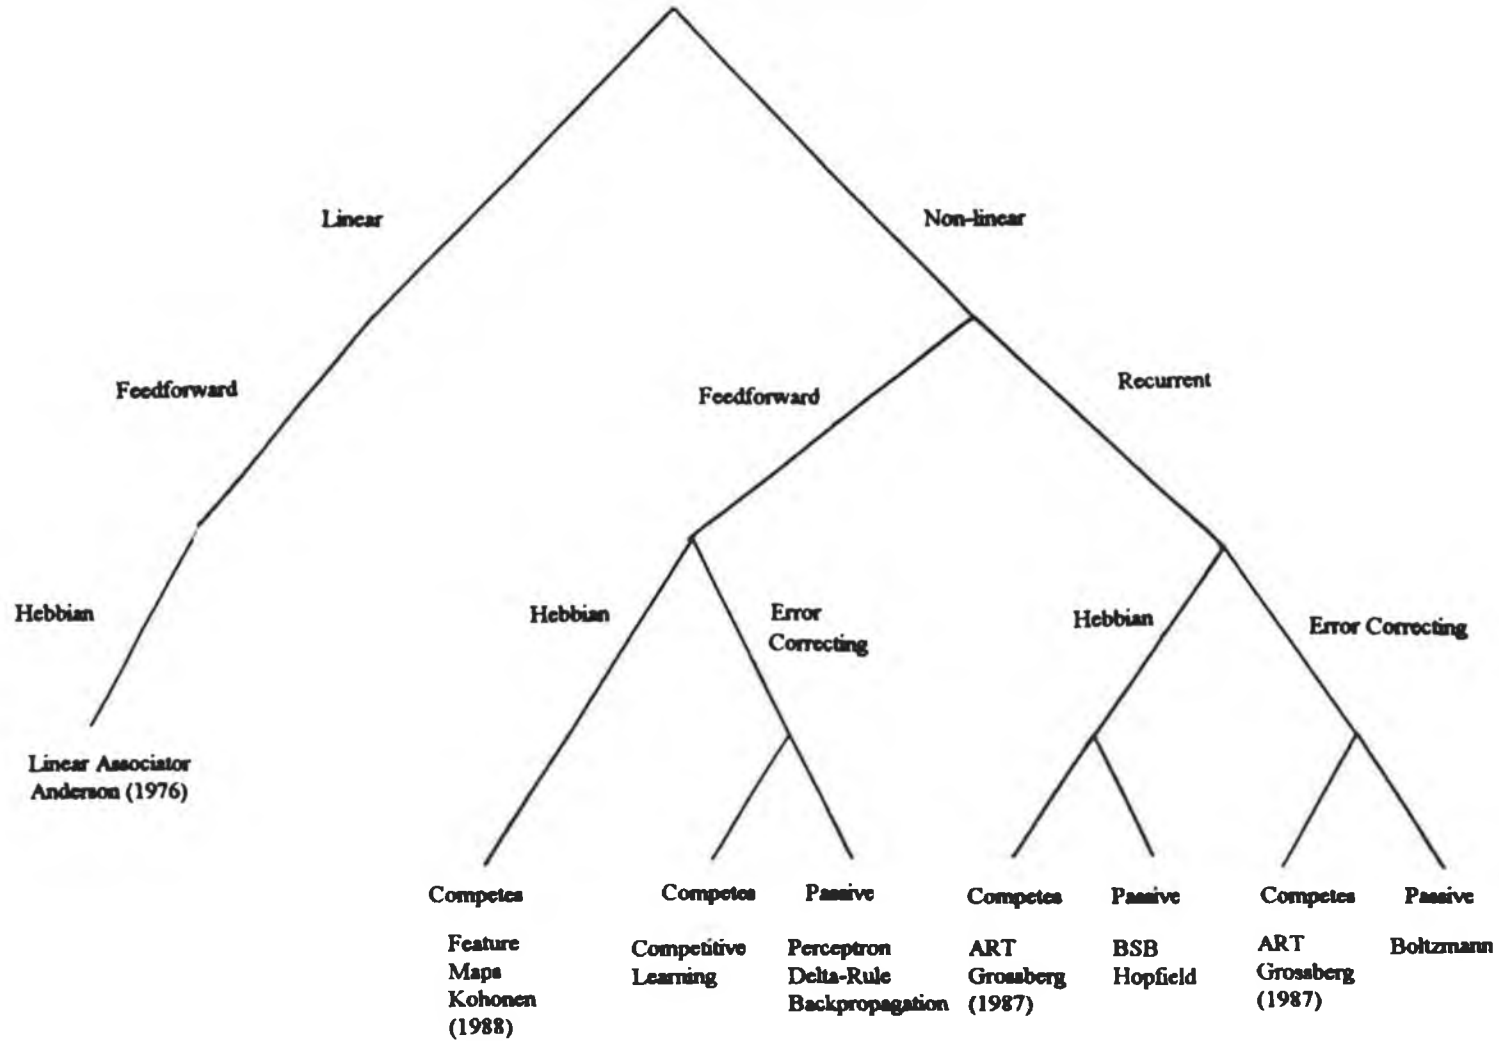 Linear
Non-linear
Feedforward
Feedforward
Recurrent
Hebbian
Hebbian
Error
Correcting
Hebbian
Error Correcting
Linear Associator
Anderson (1976)
Competes
Feature
Maps
Kohonen
(1988)
Competes
Competitive
Learning
Passive
Perceptron
Delta-Rule
Backpropagation
Competes
ART
Grossberg
(1987)
Passive
BSB
Hopfield
Competes
ART
Grossberg
(1987)
Passive
Boltzmann